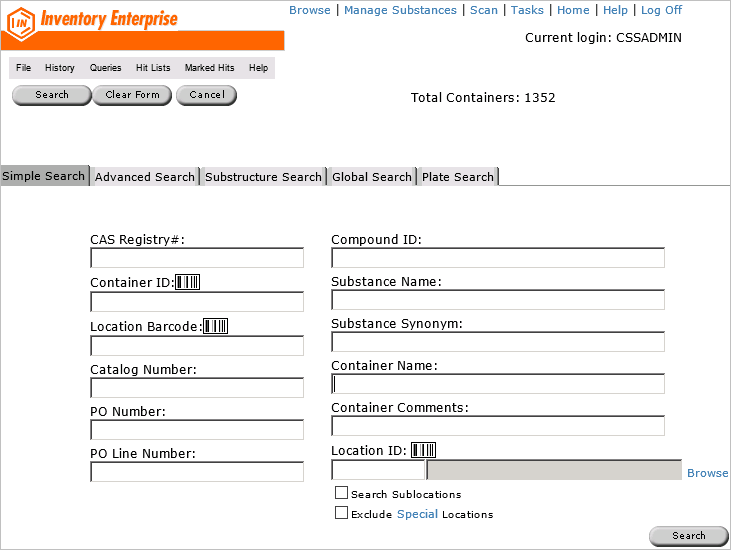 Inventory Enterprise
Browse | Manage Substances | Scan | Tasks | Home | Help | Log Off
Current login: CSSADMIN
File History Queries Hit Lists Marked Hits Help
Search Clear Form Cancel
Total Containers: 1352
Simple Search Advanced Search Substructure Search Global Search Plate Search
CAS Registry#:
Container ID:
Location Barcode:
Catalog Number:
PO Number:
PO Line Number:
Compound ID:
Substance Name:
Substance Synonym:
Container Name:
Container Comments:
Location ID:
Browse
Search Sublocations
Exclude Special Locations
Search